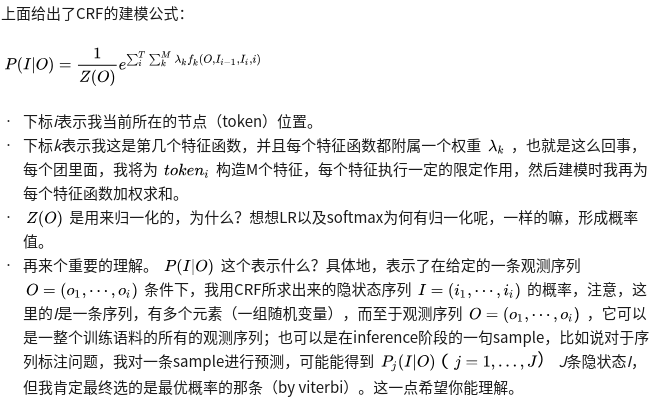 上面给出了CRF的建模公式：
P(I|O) = \frac{1}{Z(O)} e^{\sum_{i}^{T} \sum_{k}^{M} \lambda_k f_k(O, I_{i-1}, I_i, i)}
· 下标i表示我当前所在的节点（token）位置。
· 下标k表示我这是第几个特征函数，并且每个特征函数都附属一个权重 λ_k ，也就是这么回事，
每个团里面，我将为 token_i 构造M个特征，每个特征执行一定的限定作用，然后建模时我再为
每个特征函数加权求和。
· Z(O) 是用来归一化的，为什么？想想LR以及softmax为何有归一化呢，一样的嘛，形成概率
值。
· 再来个重要的理解。 P(I|O) 这个表示什么？具体地，表示了在给定的一条观测序列
O = (o_1, ⋯, o_i) 条件下，我用CRF所求出来的隐状态序列 I = (i_1, ⋯, i_i) 的概率，注意，这
里的I是一条序列，有多个元素（一组随机变量），而至于观测序列 O = (o_1, ⋯, o_i) ，它可以
是一整个训练语料的所有的观测序列；也可以是在inference阶段的一句sample，比如说对于序
列标注问题，我对一条sample进行预测，可能能得到 P_j(I|O)（ j = 1, …, J） J条隐状态I，
但我肯定最终选的是最优概率的那条（by viterbi）。这一点希望你能理解。